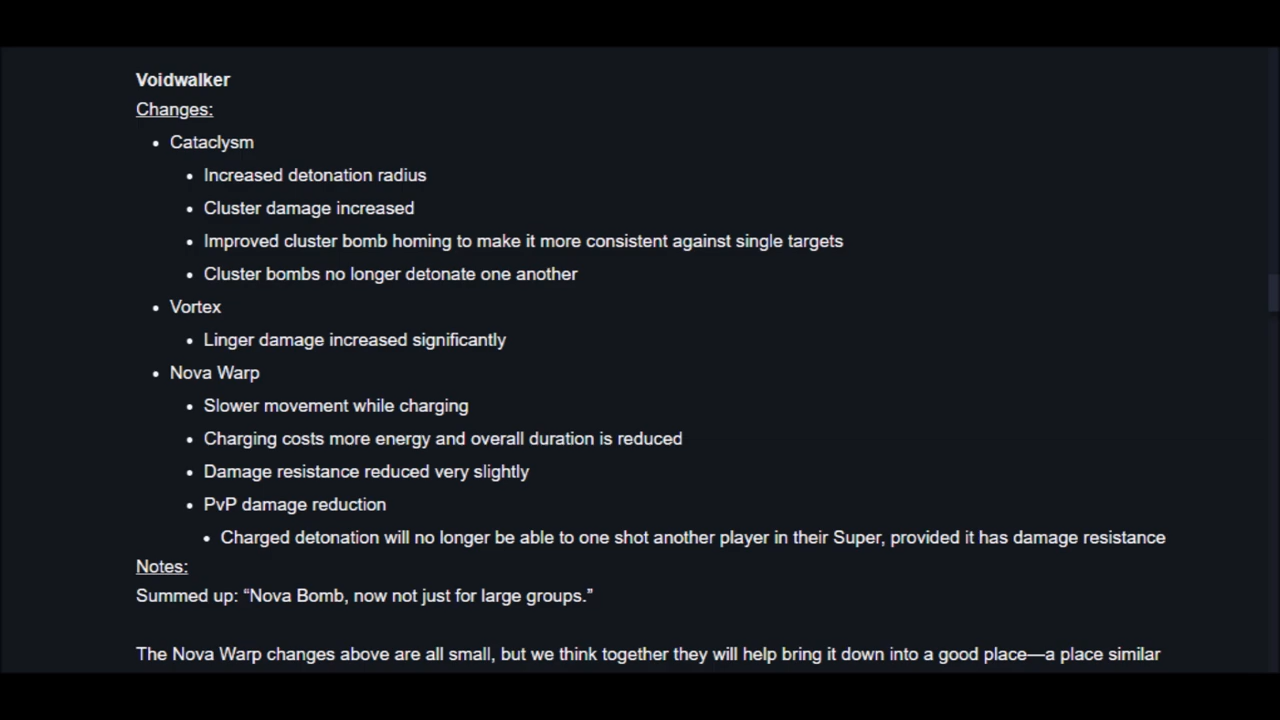 Voidwalker
Changes:
• Cataclysm
• Increased detonation radius
• Cluster damage increased
• Improved cluster bomb homing to make it more consistent against single targets
• Cluster bombs no longer detonate one another
• Vortex
• Linger damage increased significantly
• Nova Warp
• Slower movement while charging
• Charging costs more energy and overall duration is reduced
• Damage resistance reduced very slightly
• PvP damage reduction
• Charged detonation will no longer be able to one shot another player in their Super, provided it has damage resistance
Notes:
Summed up: “Nova Bomb, now not just for large groups.”
The Nova Warp changes above are all small, but we think together they will help bring it down into a good place—a place similar